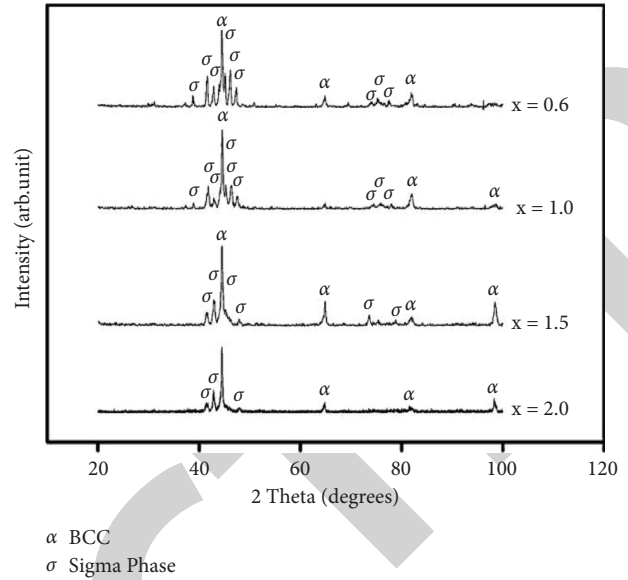 α
σ
σ
σ
σ
σ
σ
α
σ
σ
σ
α
x = 0.6
α
σ
σ
σ
σ
σ
σ
σ
σ
σ
α
α
x = 1.0
α
σ
σ
σ
σ
α
σ
σ
α
α
x = 1.5
σ
σ
σ
α
α
α
x = 2.0
Intensity (arb.unit)
20 40 60 80 100 120
2 Theta (degrees)
α BCC
σ Sigma Phase